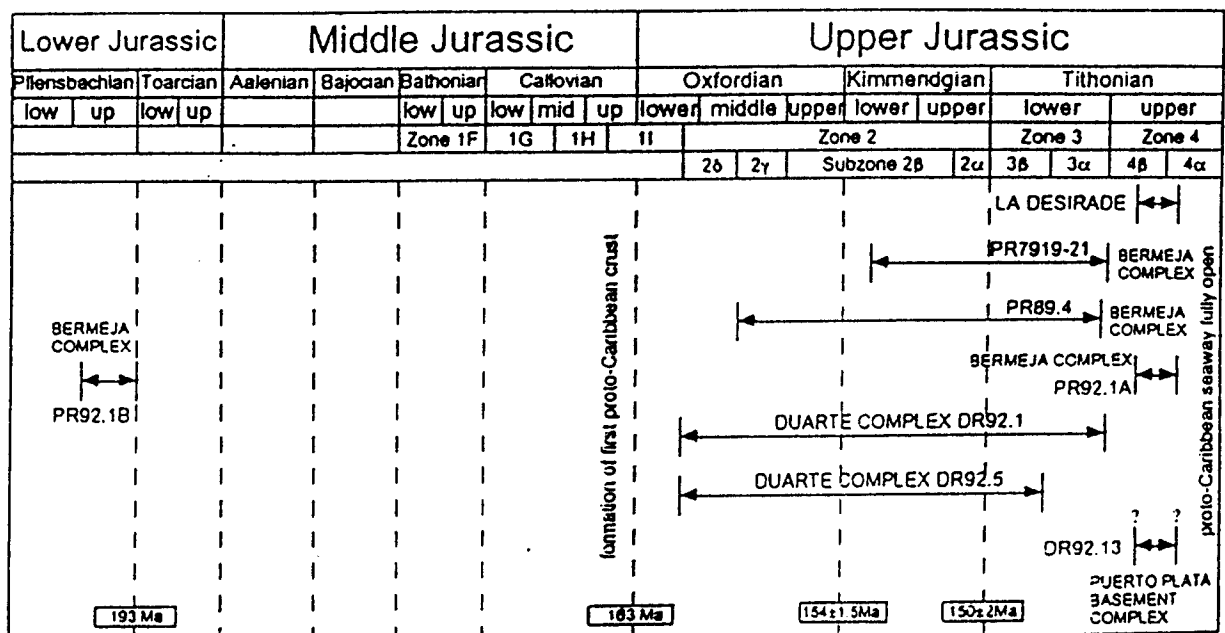 Lower Jurassic Middle Jurassic Upper Jurassic
Pliensbachian Toarcian Aalenian Bajocian Bathonian Callovian Oxfordian Kimmendgian Tithonian
low up low up low up low mid up lower middle upper lower upper lower upper
Zone 1F 1G 1H 1I Zone 2 Zone 3 Zone 4
2δ 2γ Subzone 2β 2α 3β 3α 4β 4α
LA DESIRADE
PR7919-21 BERMEJA
COMPLEX
PR89.4 BERMEJA
COMPLEX
BERMEJA
COMPLEX
PR92.1B
BERMEJA COMPLEX
PR92.1A
DUARTE COMPLEX DR92.1
DUARTE COMPLEX DR92.5
? ?
DR92.13
PUERTO PLATA
BASEMENT
COMPLEX
formation of first proto-Caribbean crust
proto-Caribbean seaway fully open
193 Ma 163 Ma 154±1.5Ma 150±2Ma